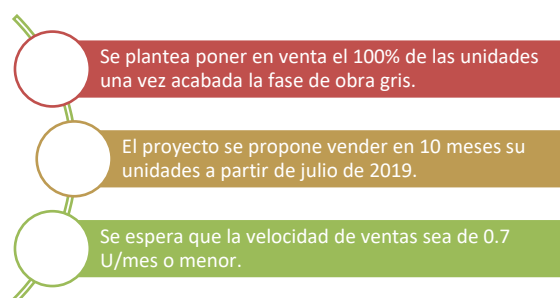 Se plantea poner en venta el 100% de las unidades
una vez acabada la fase de obra gris.
El proyecto se propone vender en 10 meses su
unidades a partir de julio de 2019.
Se espera que la velocidad de ventas sea de 0.7
U/mes o menor.